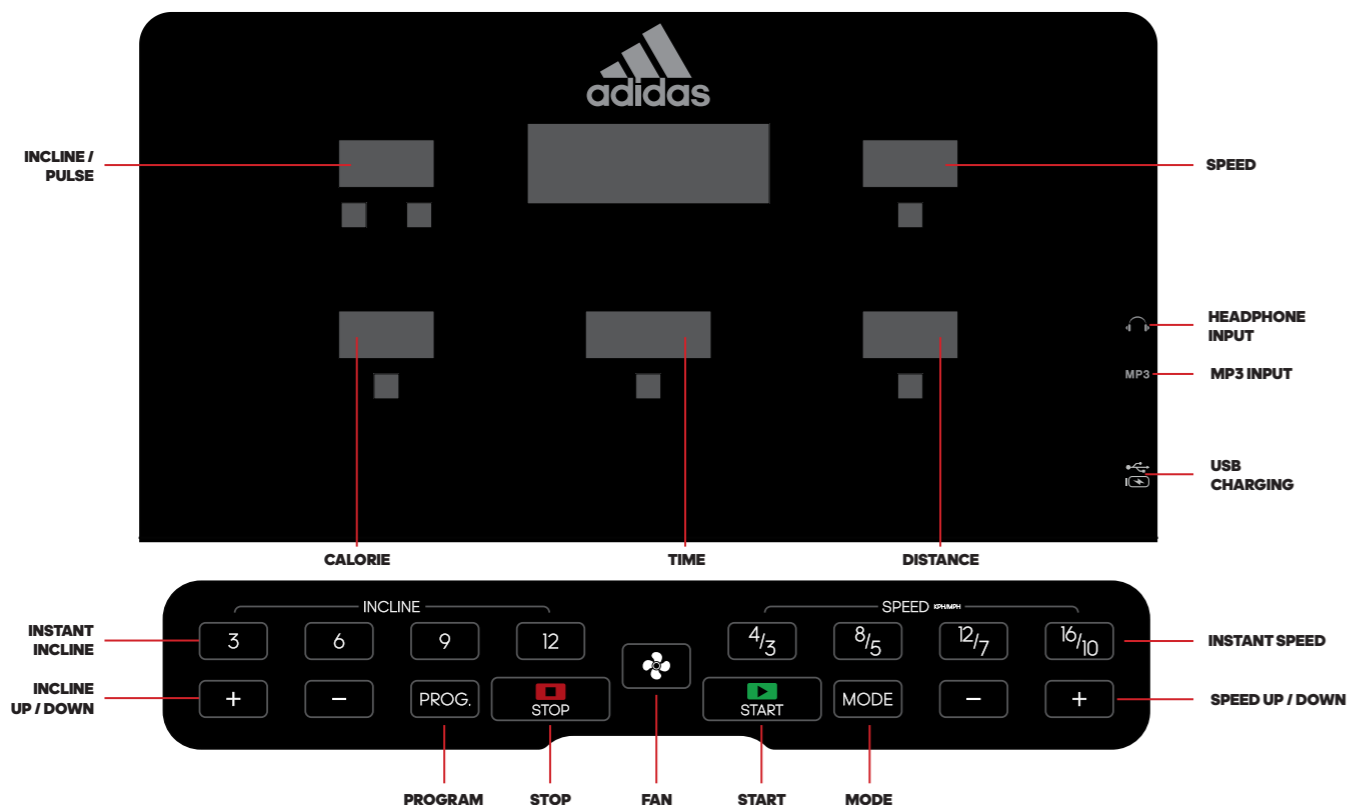 adidas
INCLINE /
PULSE
SPEED
HEADPHONE
INPUT
MP3
MP3 INPUT
USB
CHARGING
CALORIE
TIME
DISTANCE
INCLINE
SPEED KPH/MPH
INSTANT
INCLINE
3
6
9
12
4/3
8/5
12/7
16/10
INSTANT SPEED
INCLINE
UP / DOWN
+
−
PROG.
STOP
START
MODE
−
+
SPEED UP / DOWN
PROGRAM
STOP
FAN
START
MODE